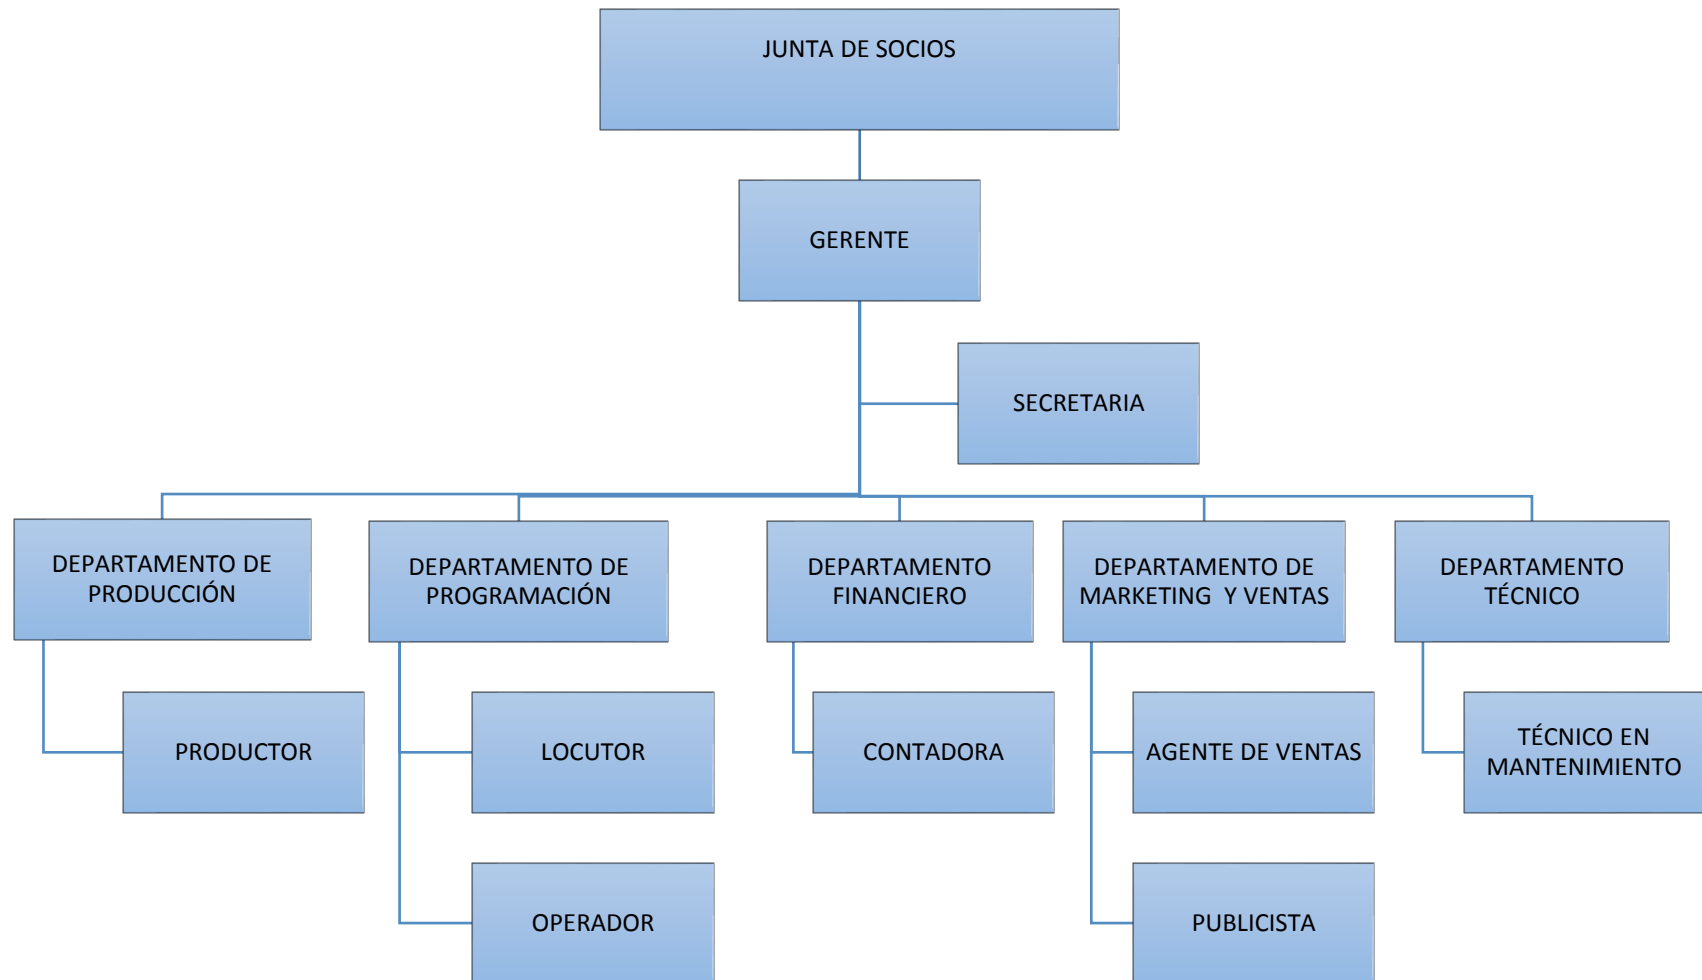 JUNTA DE SOCIOS
GERENTE
SECRETARIA
DEPARTAMENTO DE
PRODUCCIÓN
DEPARTAMENTO DE
PROGRAMACIÓN
DEPARTAMENTO
FINANCIERO
DEPARTAMENTO DE
MARKETING Y VENTAS
DEPARTAMENTO
TÉCNICO
PRODUCTOR
LOCUTOR
CONTADORA
AGENTE DE VENTAS
TÉCNICO EN
MANTENIMIENTO
OPERADOR
PUBLICISTA